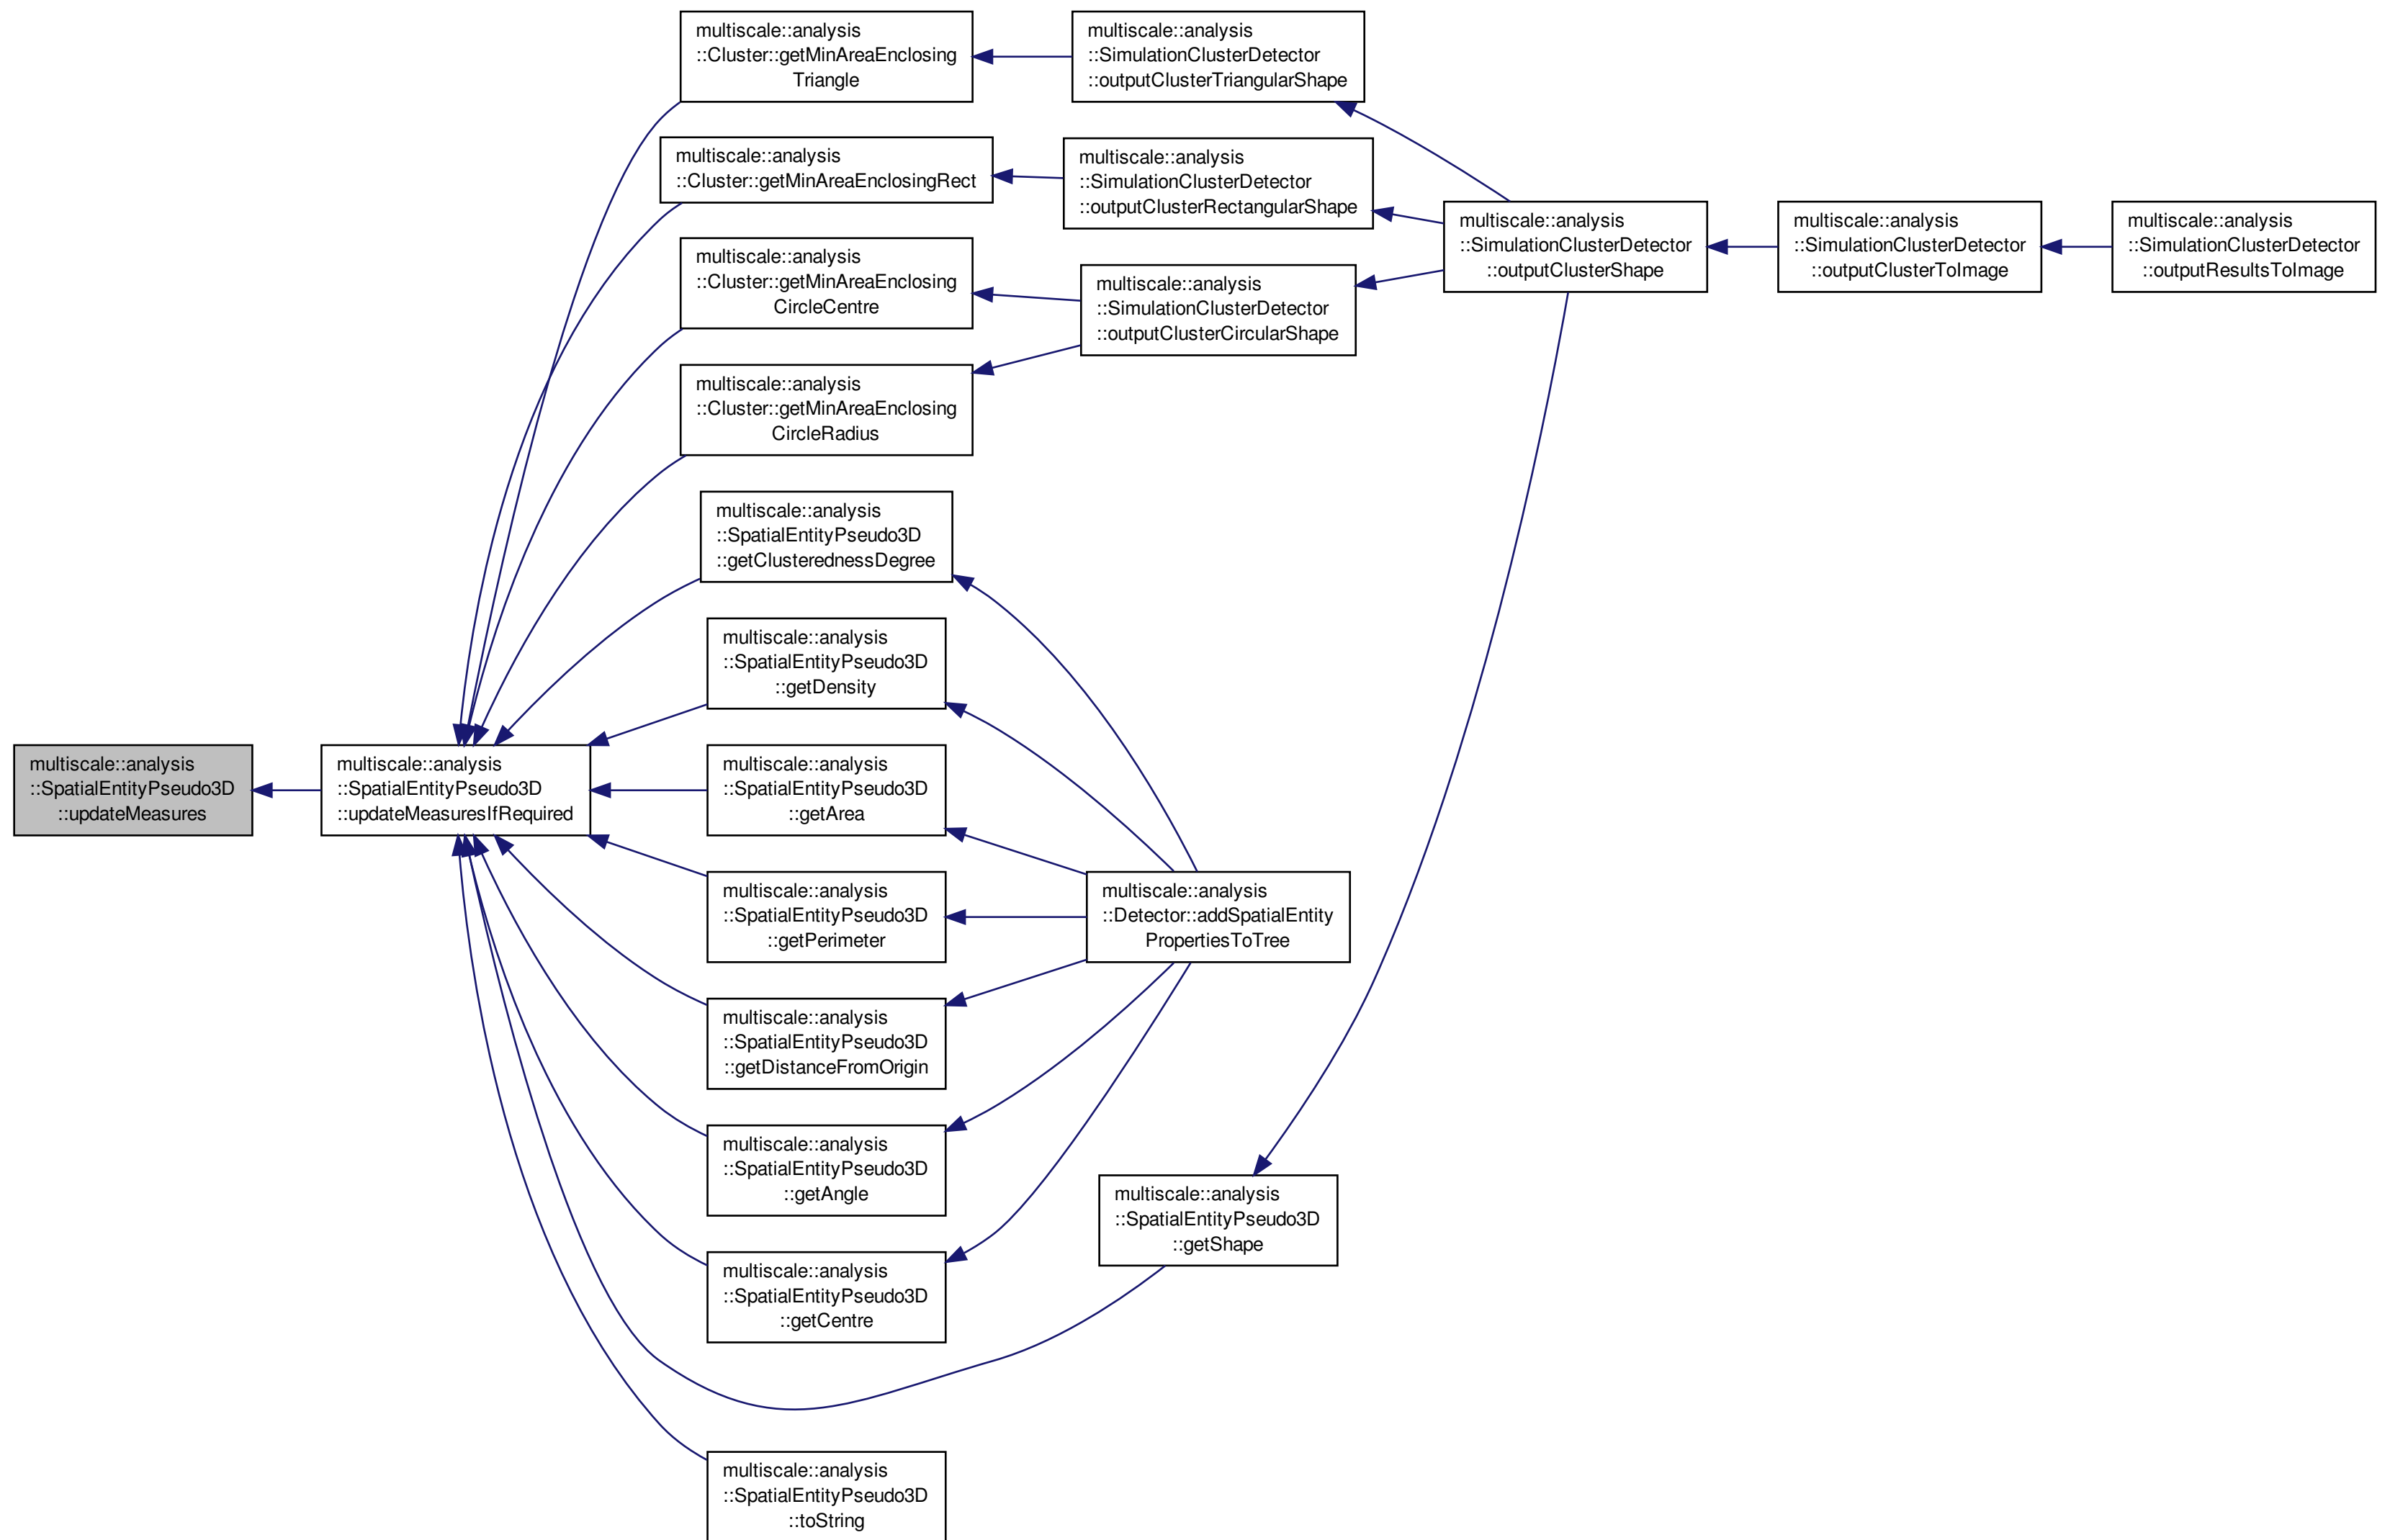 multiscale::analysis
::Cluster::getMinAreaEnclosing
Triangle
multiscale::analysis
::SimulationClusterDetector
::outputClusterTriangularShape
multiscale::analysis
::Cluster::getMinAreaEnclosingRect
multiscale::analysis
::SimulationClusterDetector
::outputClusterRectangularShape
multiscale::analysis
::Cluster::getMinAreaEnclosing
CircleCentre
multiscale::analysis
::SimulationClusterDetector
::outputClusterCircularShape
multiscale::analysis
::SimulationClusterDetector
::outputClusterShape
multiscale::analysis
::SimulationClusterDetector
::outputClusterToImage
multiscale::analysis
::SimulationClusterDetector
::outputResultsToImage
multiscale::analysis
::Cluster::getMinAreaEnclosing
CircleRadius
multiscale::analysis
::SpatialEntityPseudo3D
::getClusterednessDegree
multiscale::analysis
::SpatialEntityPseudo3D
::getDensity
multiscale::analysis
::SpatialEntityPseudo3D
::updateMeasures
multiscale::analysis
::SpatialEntityPseudo3D
::updateMeasuresIfRequired
multiscale::analysis
::SpatialEntityPseudo3D
::getArea
multiscale::analysis
::SpatialEntityPseudo3D
::getPerimeter
multiscale::analysis
::Detector::addSpatialEntity
PropertiesToTree
multiscale::analysis
::SpatialEntityPseudo3D
::getDistanceFromOrigin
multiscale::analysis
::SpatialEntityPseudo3D
::getAngle
multiscale::analysis
::SpatialEntityPseudo3D
::getShape
multiscale::analysis
::SpatialEntityPseudo3D
::getCentre
multiscale::analysis
::SpatialEntityPseudo3D
::toString